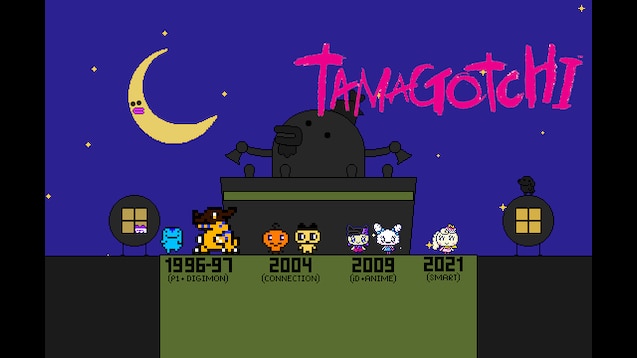 TAMAGOTCHI
1996-97 2004 2009 2021
(P1+DIGIMON) (CONNECTION) (iD+ANIME) (SMART)